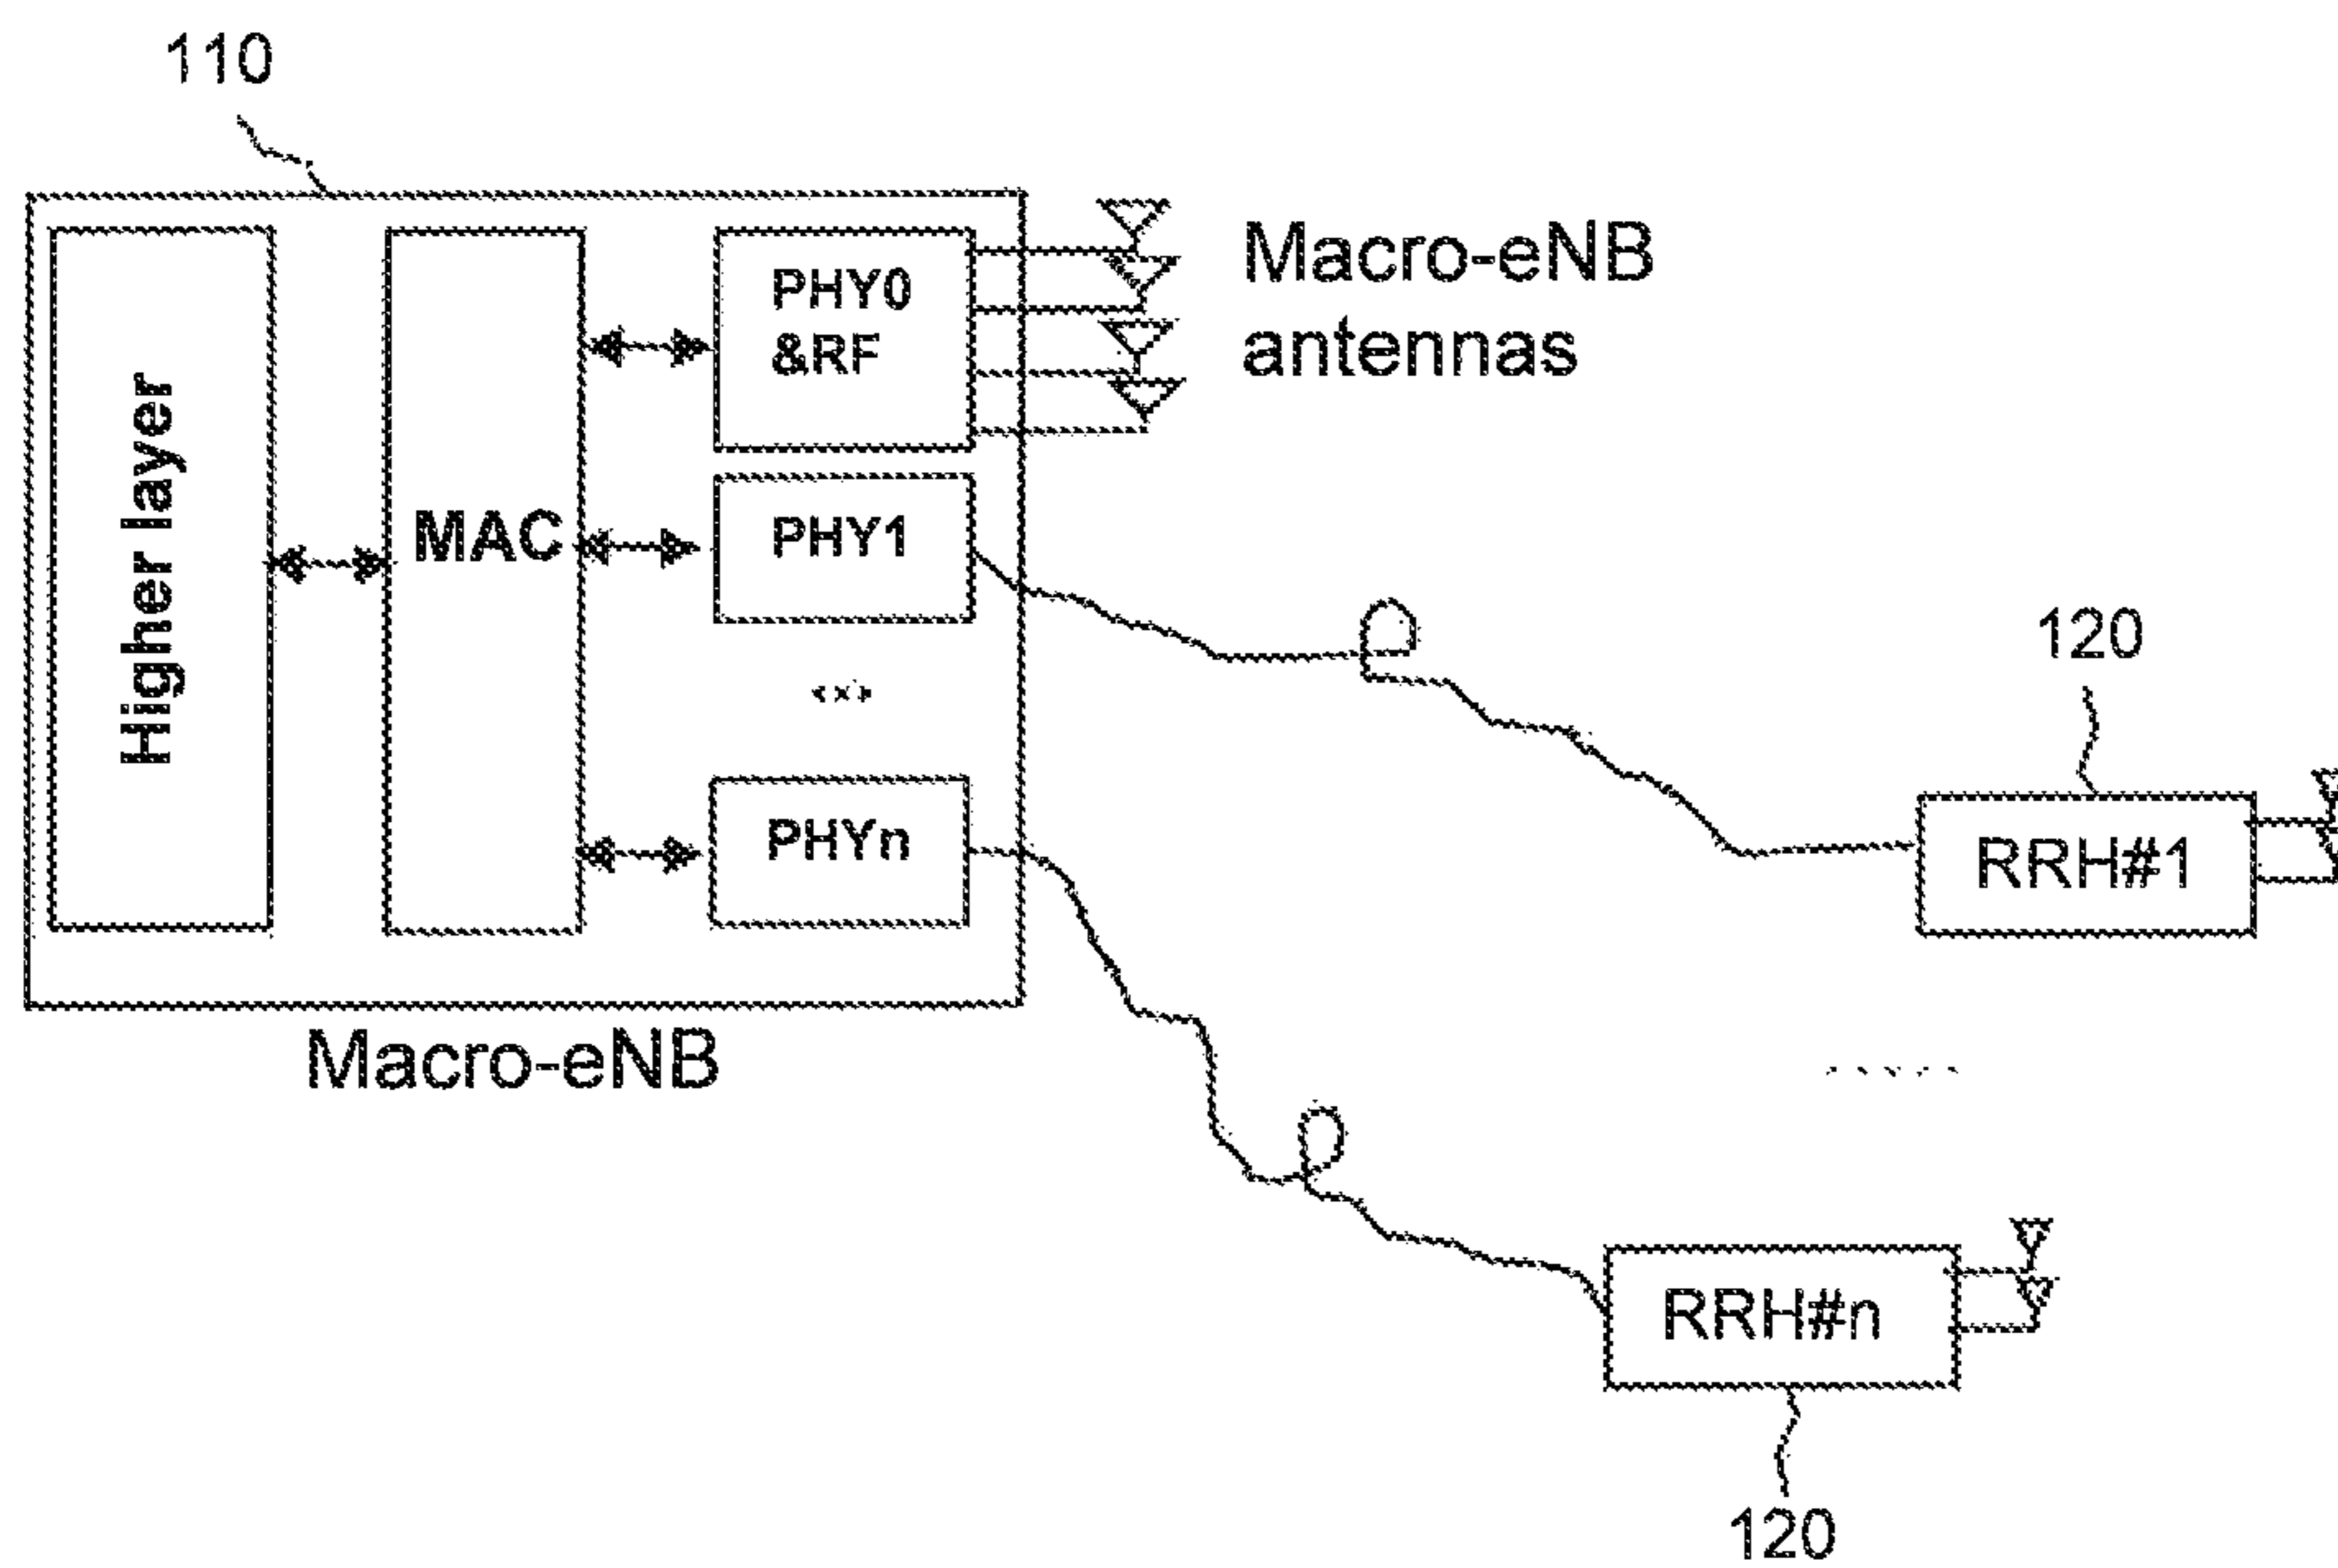 110
Macro-eNB
antennas
Higher layer
MAC
PHY0
&RF
PHY1
PHYn
Macro-eNB
120
RRH#1
.....
RRH#n
120